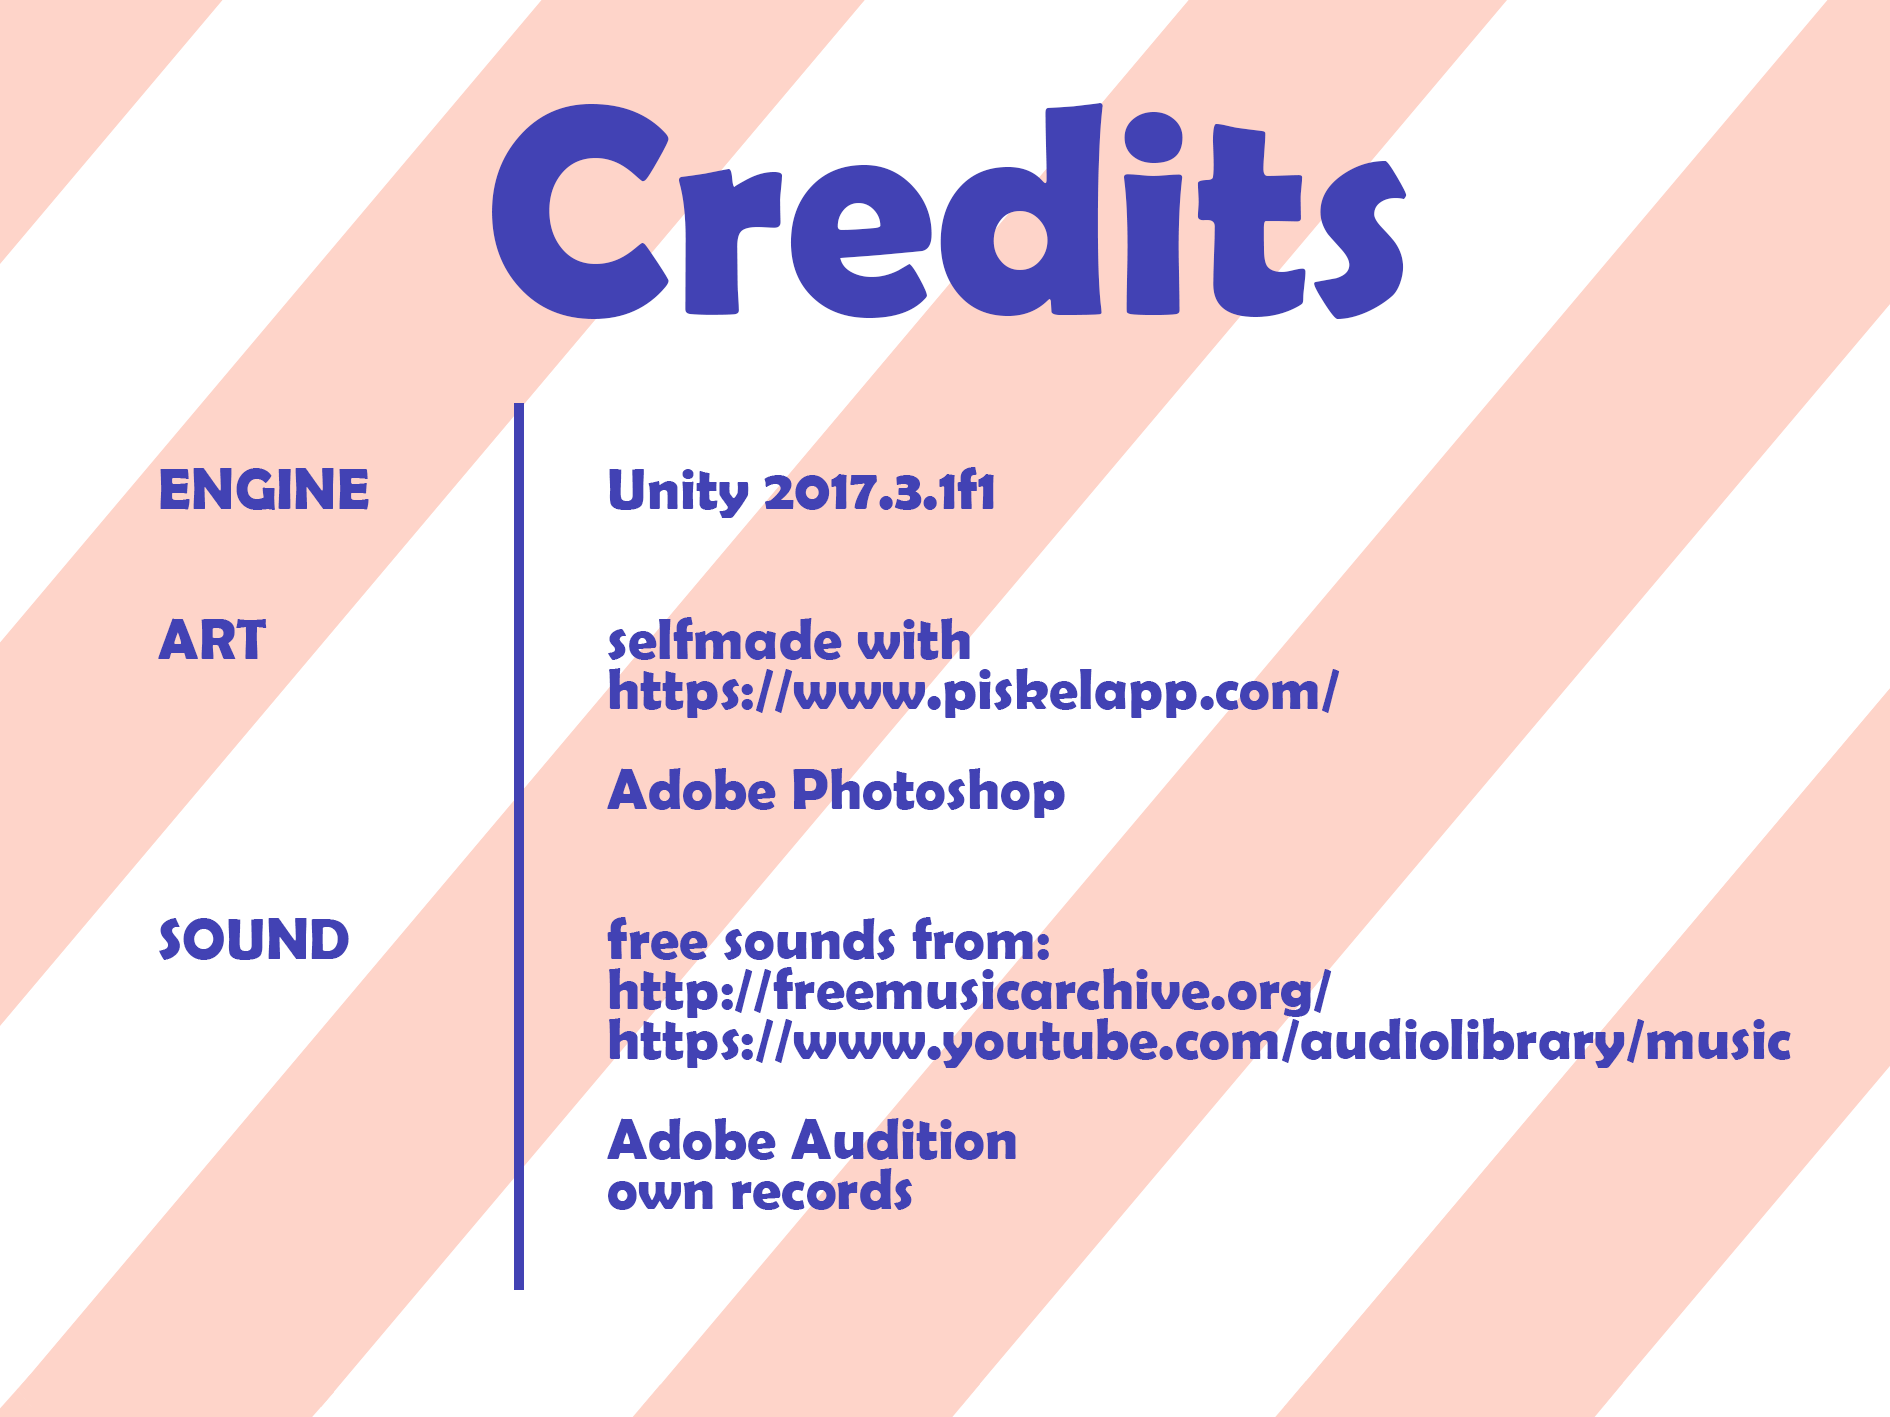 Credits
ENGINE
Unity 2017.3.1f1
ART
selfmade with
https://www.piskelapp.com/
Adobe Photoshop
SOUND
free sounds from:
http://freemusicarchive.org/
https://www.youtube.com/audiolibrary/music
Adobe Audition
own records